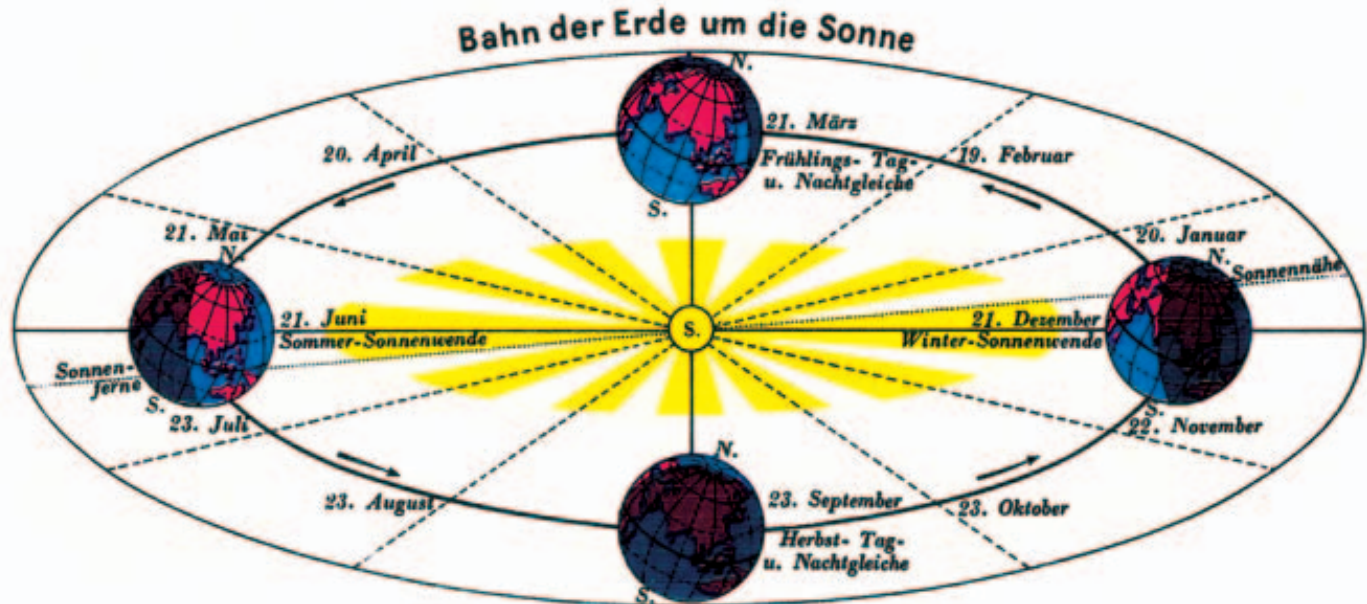 Bahn der Erde um die Sonne
N.
21. März
20. April
19. Februar
Frühlings- Tag-
u. Nachtgleiche
S.
21. Mai
20. Januar
N.
N.
Sonnennähe
21. Juni
S.
21. Dezember
Sommer-Sonnenwende
Winter-Sonnenwende
Sonnen-
ferne
S.
S.
23. Juli
22. November
N.
23. August
23. September
23. Oktober
Herbst- Tag-
u. Nachtgleiche
S.